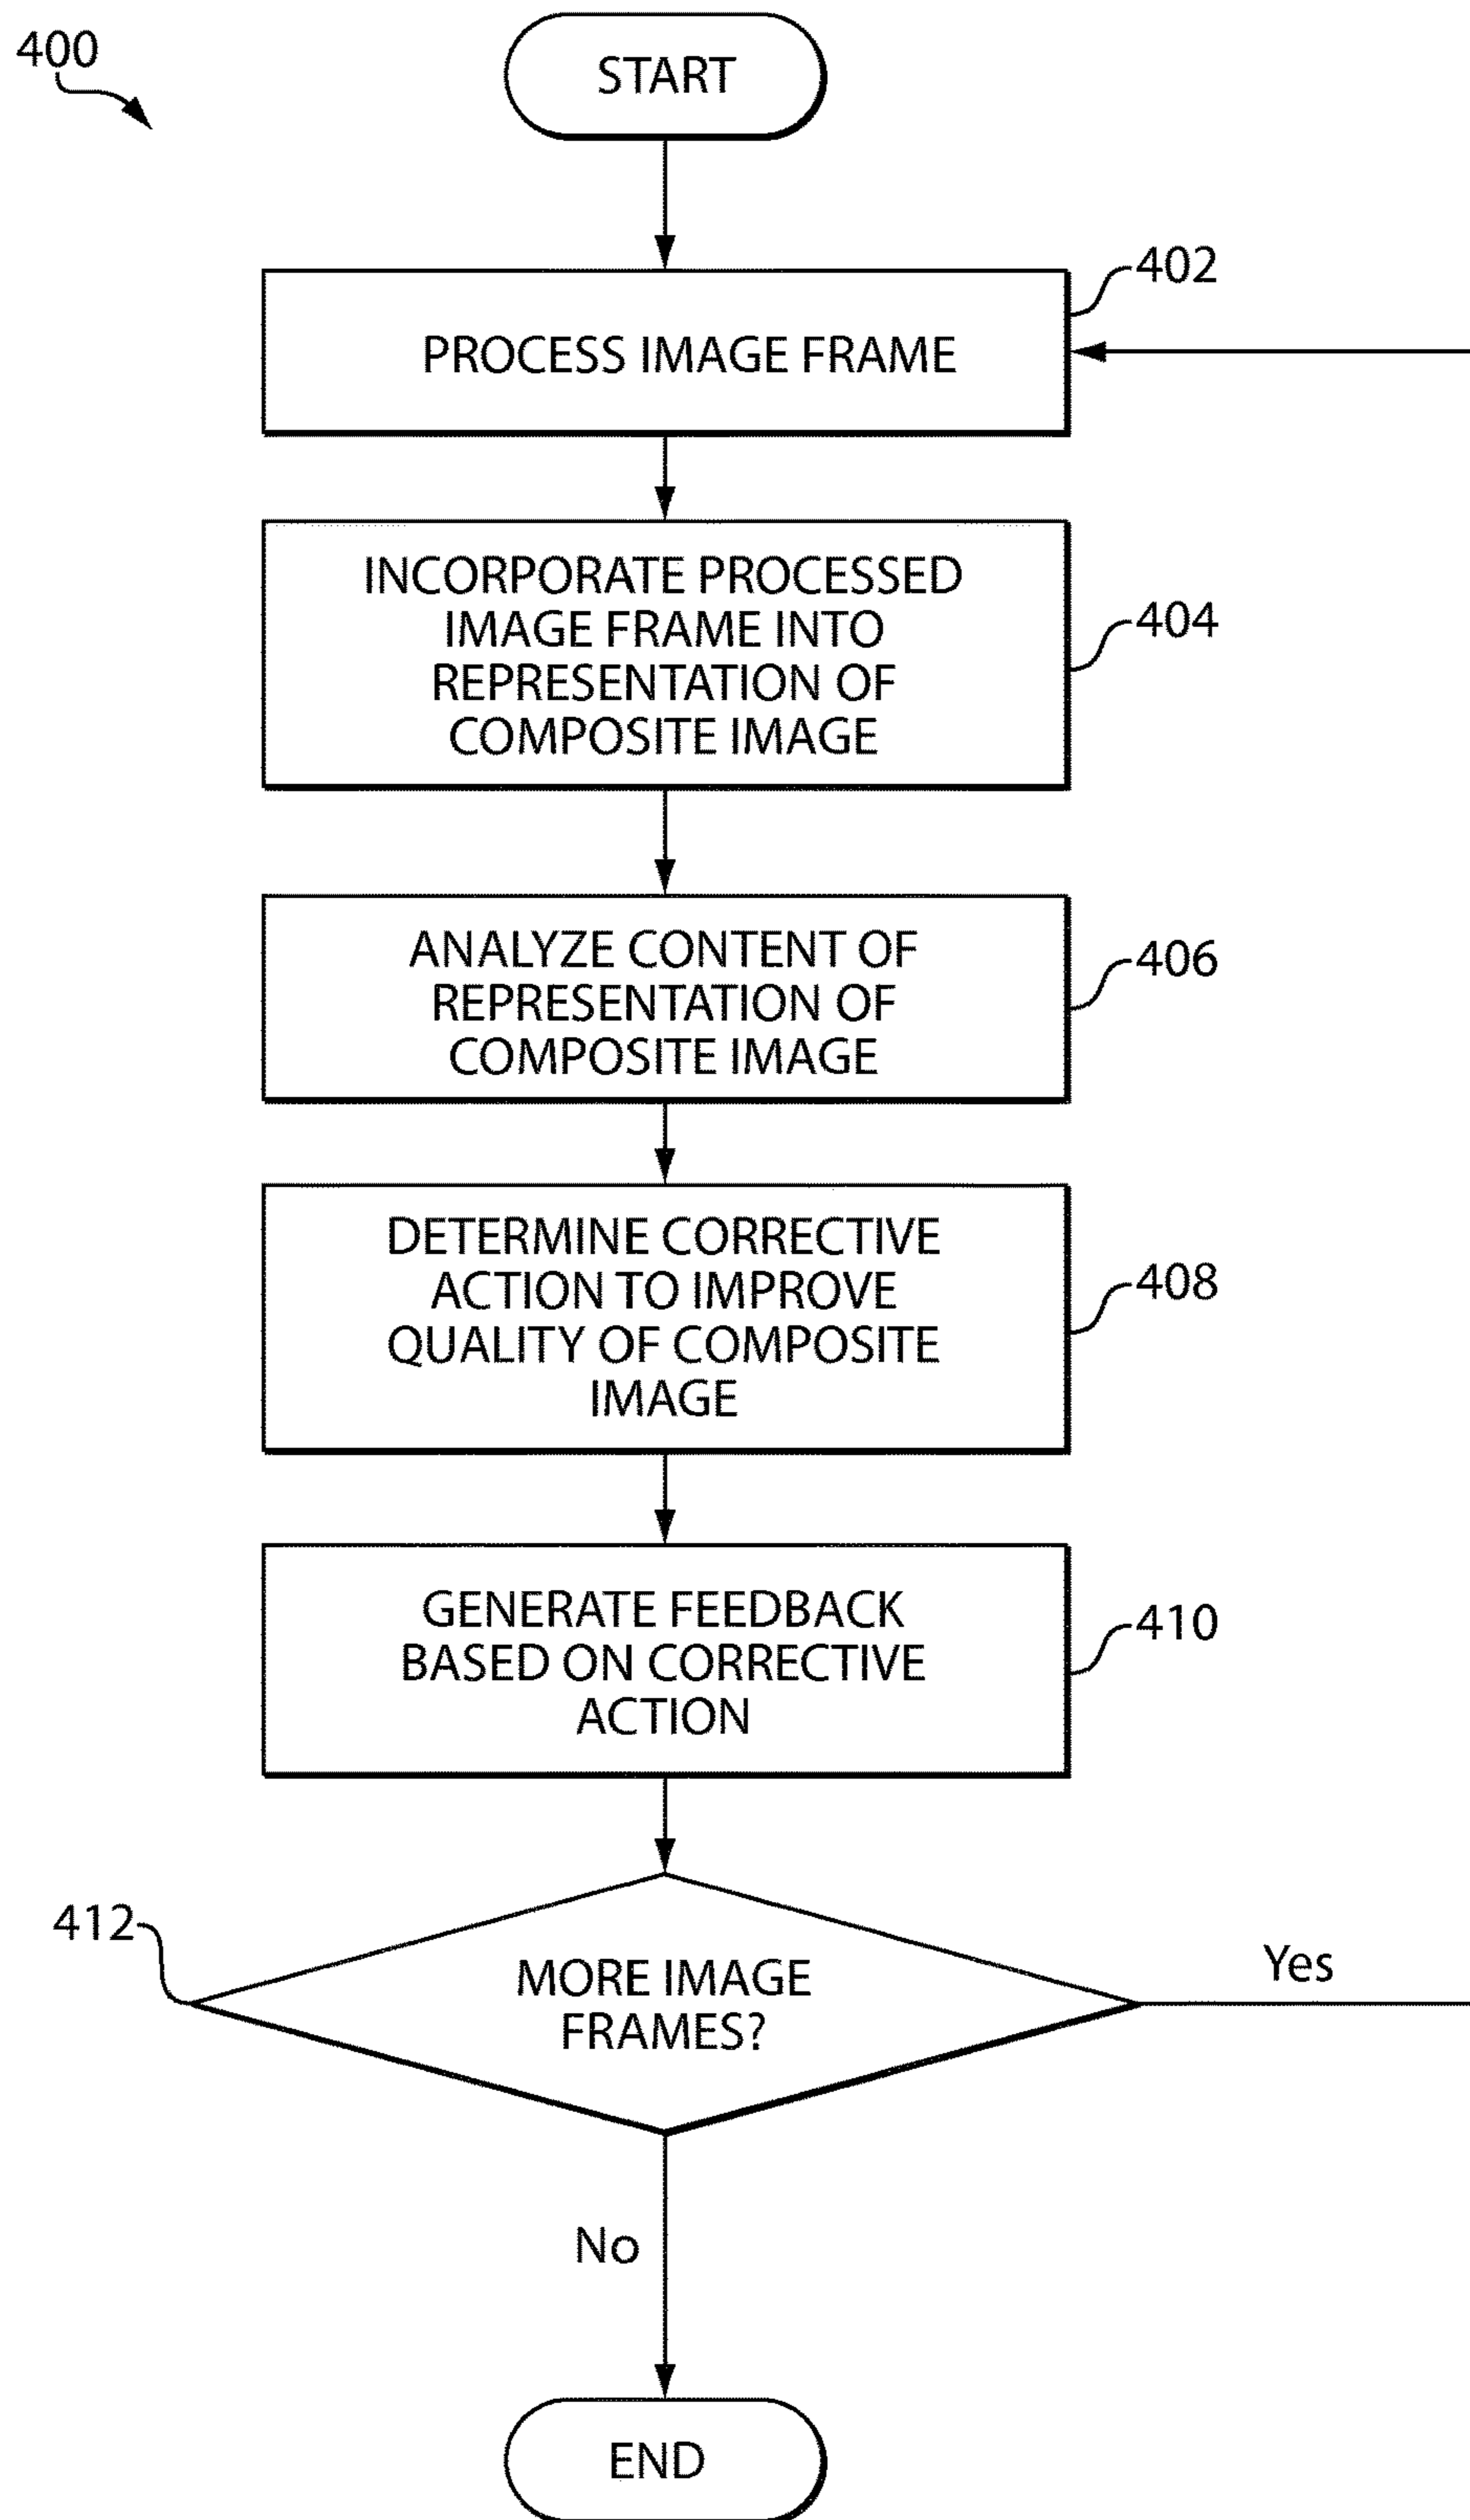 400
START
402
PROCESS IMAGE FRAME
INCORPORATE PROCESSED
IMAGE FRAME INTO
REPRESENTATION OF
COMPOSITE IMAGE
404
ANALYZE CONTENT OF
REPRESENTATION OF
COMPOSITE IMAGE
406
DETERMINE CORRECTIVE
ACTION TO IMPROVE
QUALITY OF COMPOSITE
IMAGE
408
GENERATE FEEDBACK
BASED ON CORRECTIVE
ACTION
410
412
MORE IMAGE
FRAMES?
Yes
No
END